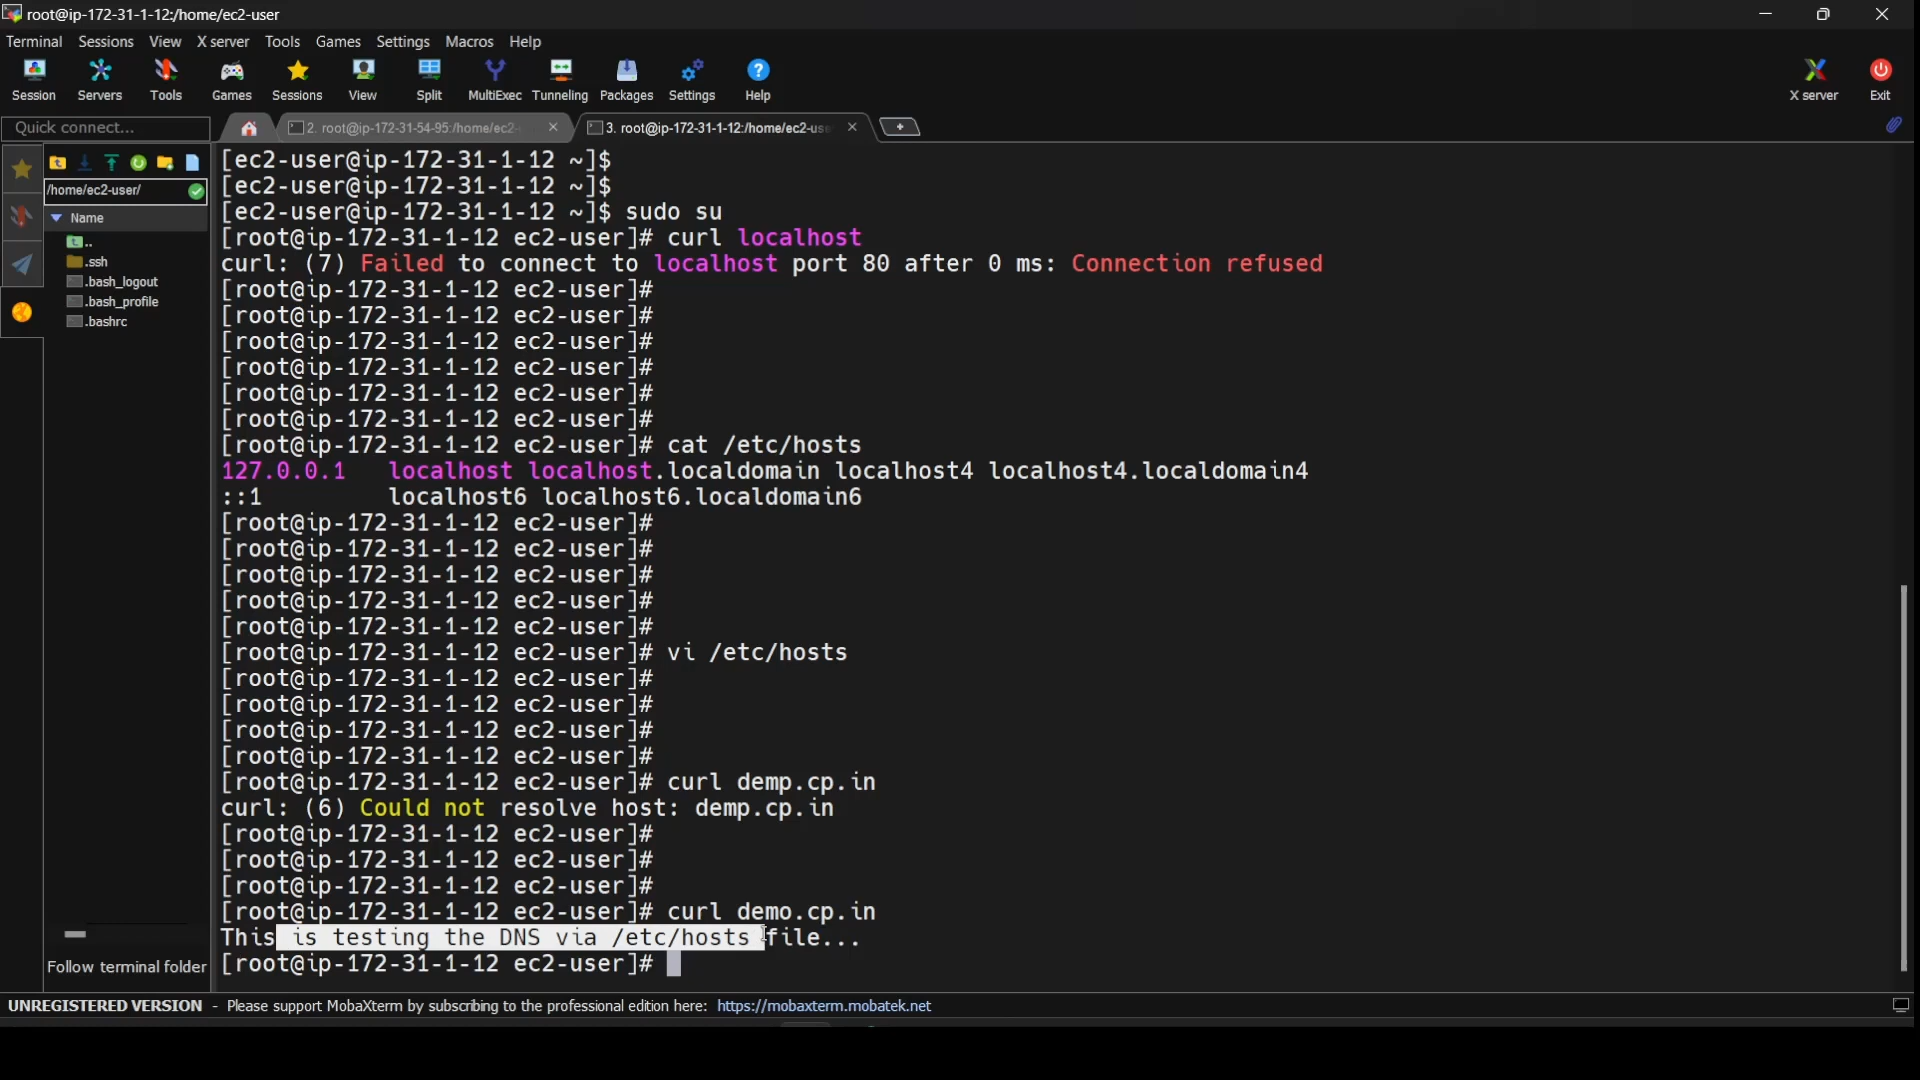 root@ip-172-31-1-12:/home/ec2-user
Terminal Sessions View X server Tools Games Settings Macros Help
Session Servers Tools Games Sessions View Split MultiExec Tunneling Packages Settings Help X server Exit
Quick connect... 2. root@ip-172-31-54-95:/home/ec2- 3. root@ip-172-31-1-12:/home/ec2-us
/home/ec2-user/
Name
..
.ssh
.bash_logout
.bash_profile
.bashrc
Follow terminal folder
[ec2-user@ip-172-31-1-12 ~]$
[ec2-user@ip-172-31-1-12 ~]$
[ec2-user@ip-172-31-1-12 ~]$ sudo su
[root@ip-172-31-1-12 ec2-user]# curl localhost
curl: (7) Failed to connect to localhost port 80 after 0 ms: Connection refused
[root@ip-172-31-1-12 ec2-user]#
[root@ip-172-31-1-12 ec2-user]#
[root@ip-172-31-1-12 ec2-user]#
[root@ip-172-31-1-12 ec2-user]#
[root@ip-172-31-1-12 ec2-user]#
[root@ip-172-31-1-12 ec2-user]#
[root@ip-172-31-1-12 ec2-user]# cat /etc/hosts
127.0.0.1   localhost localhost.localdomain localhost4 localhost4.localdomain4
::1         localhost6 localhost6.localdomain6
[root@ip-172-31-1-12 ec2-user]#
[root@ip-172-31-1-12 ec2-user]#
[root@ip-172-31-1-12 ec2-user]#
[root@ip-172-31-1-12 ec2-user]#
[root@ip-172-31-1-12 ec2-user]#
[root@ip-172-31-1-12 ec2-user]# vi /etc/hosts
[root@ip-172-31-1-12 ec2-user]#
[root@ip-172-31-1-12 ec2-user]#
[root@ip-172-31-1-12 ec2-user]#
[root@ip-172-31-1-12 ec2-user]#
[root@ip-172-31-1-12 ec2-user]# curl demp.cp.in
curl: (6) Could not resolve host: demp.cp.in
[root@ip-172-31-1-12 ec2-user]#
[root@ip-172-31-1-12 ec2-user]#
[root@ip-172-31-1-12 ec2-user]#
[root@ip-172-31-1-12 ec2-user]# curl demo.cp.in
This is testing the DNS via /etc/hosts file...
[root@ip-172-31-1-12 ec2-user]#
UNREGISTERED VERSION - Please support MobaXterm by subscribing to the professional edition here: https://mobaxterm.mobatek.net